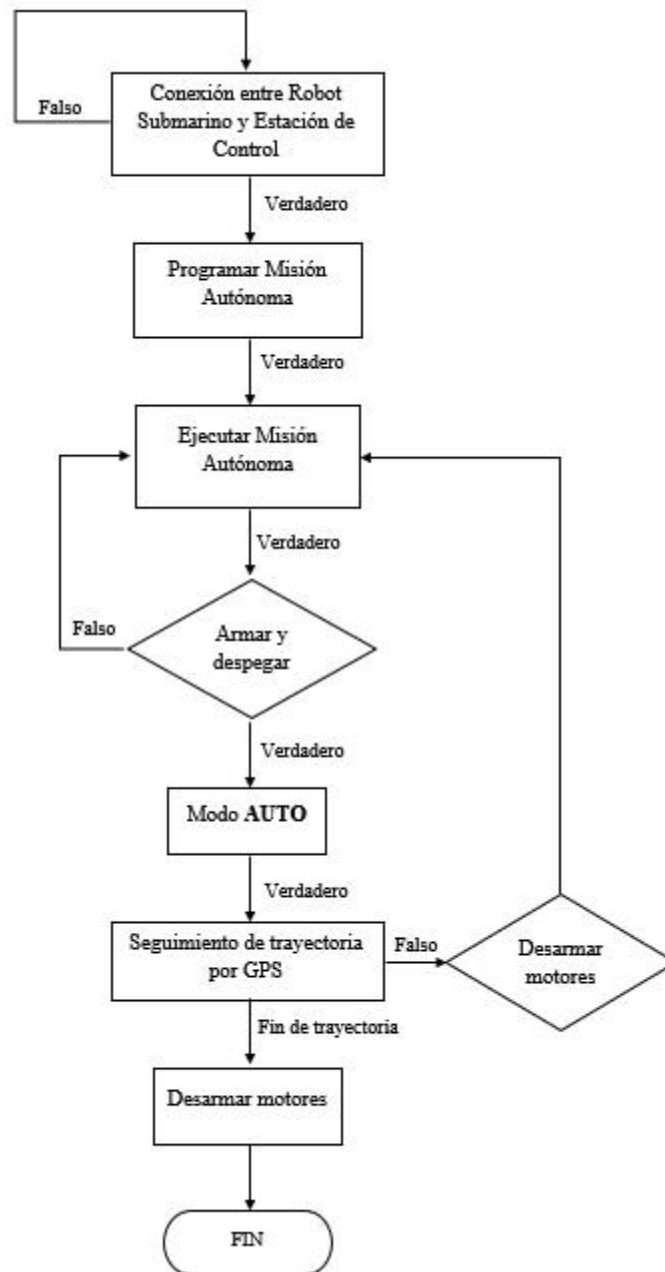 Falso
Conexión entre Robot
Submarino y Estación de
Control
Verdadero
Programar Misión
Autónoma
Verdadero
Ejecutar Misión
Autónoma
Verdadero
Falso
Armar y
despegar
Verdadero
Modo AUTO
Verdadero
Seguimiento de trayectoria
por GPS
Falso
Desarmar
motores
Fin de trayectoria
Desarmar motores
FIN